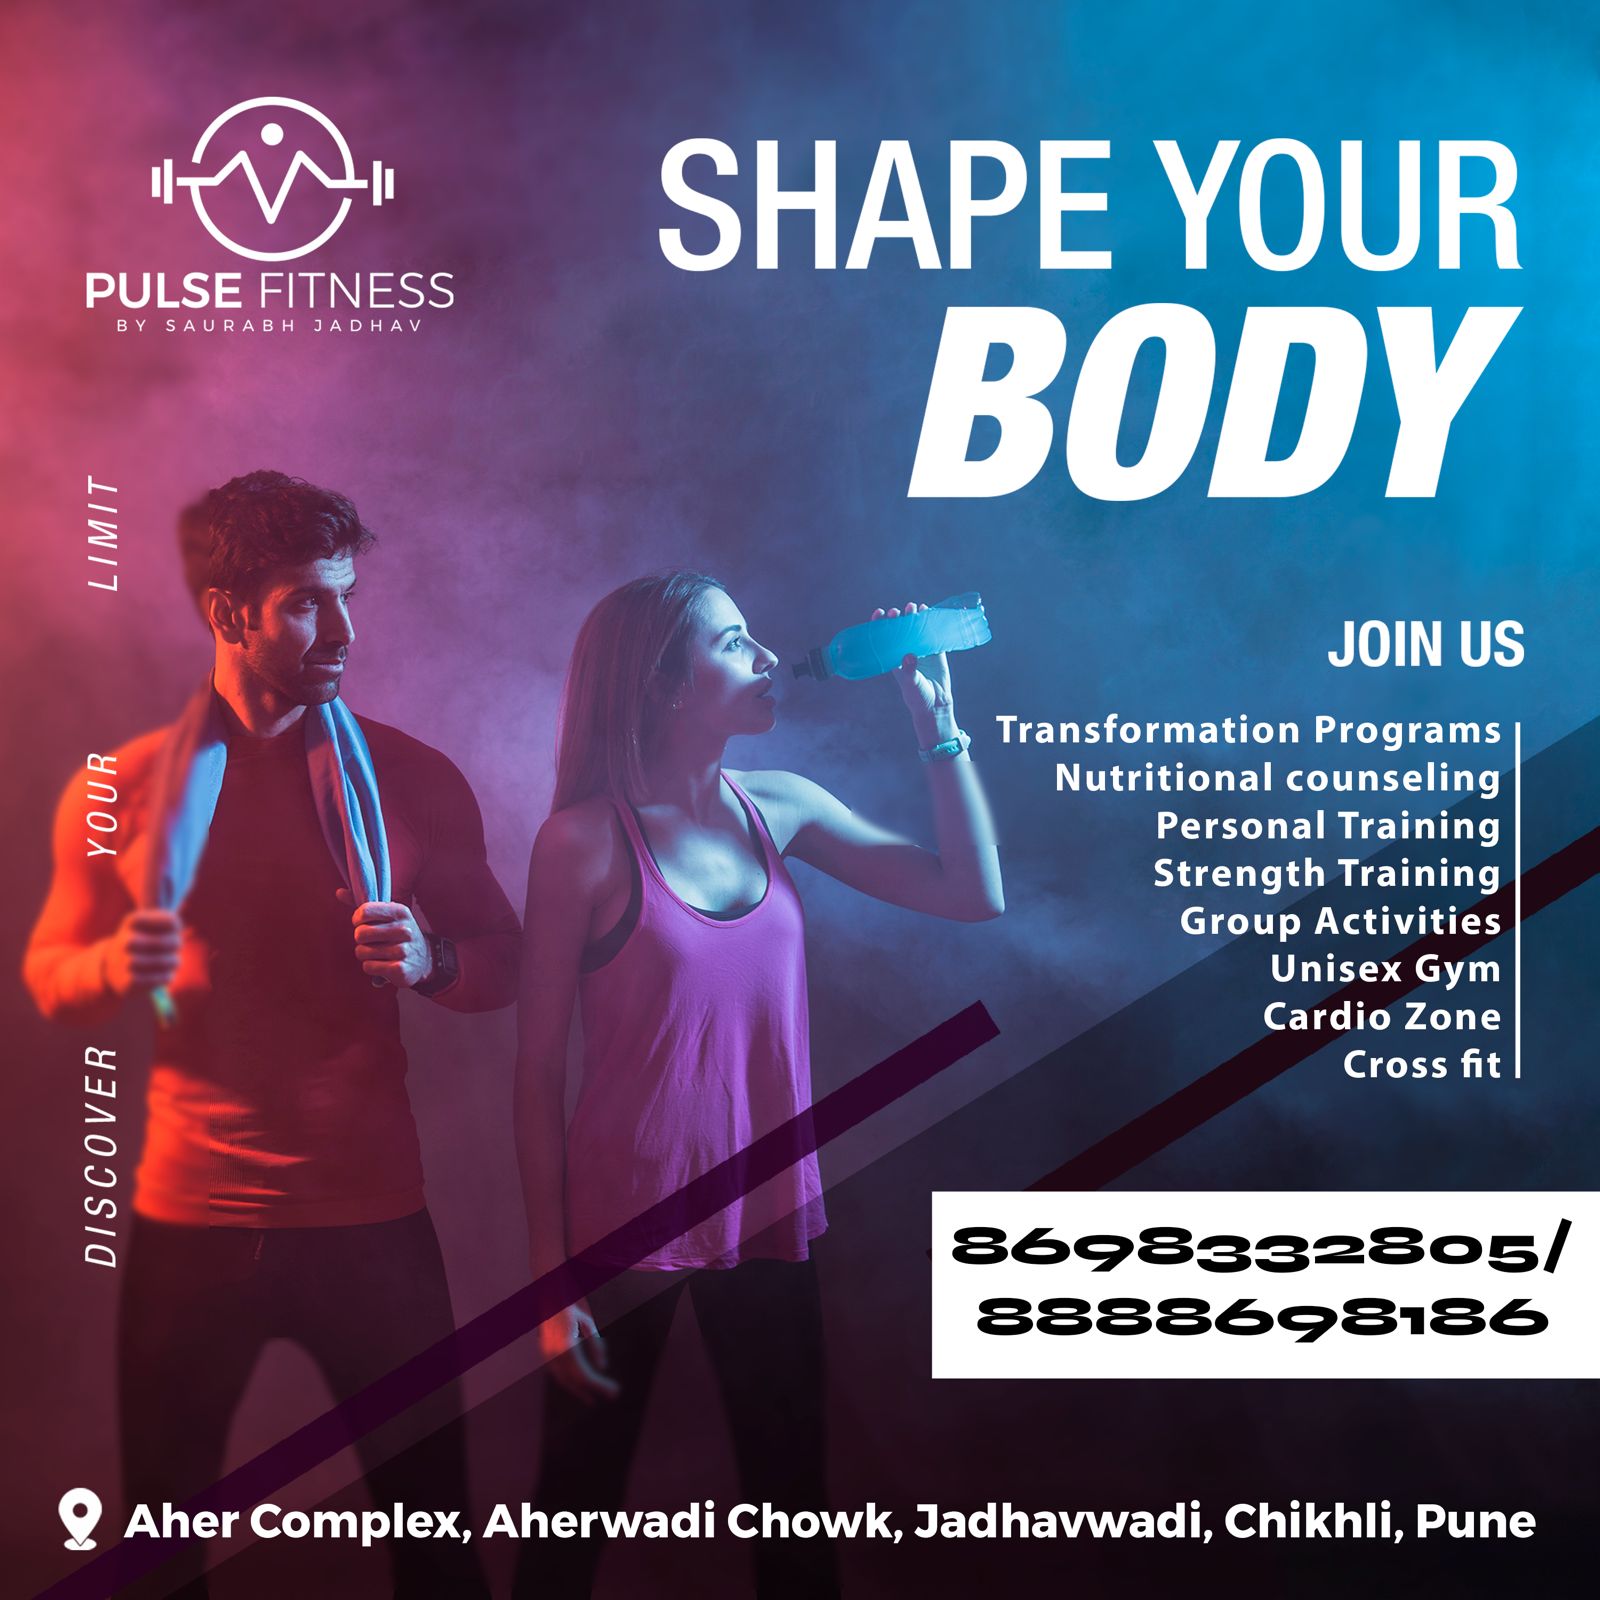 PULSE FITNESS
BY SAURABH JADHAV
SHAPE YOUR
BODY
DISCOVER YOUR LIMIT
JOIN US
Transformation Programs
Nutritional counseling
Personal Training
Strength Training
Group Activities
Unisex Gym
Cardio Zone
Cross fit
8698332805/
8888698186
Aher Complex, Aherwadi Chowk, Jadhavwadi, Chikhli, Pune